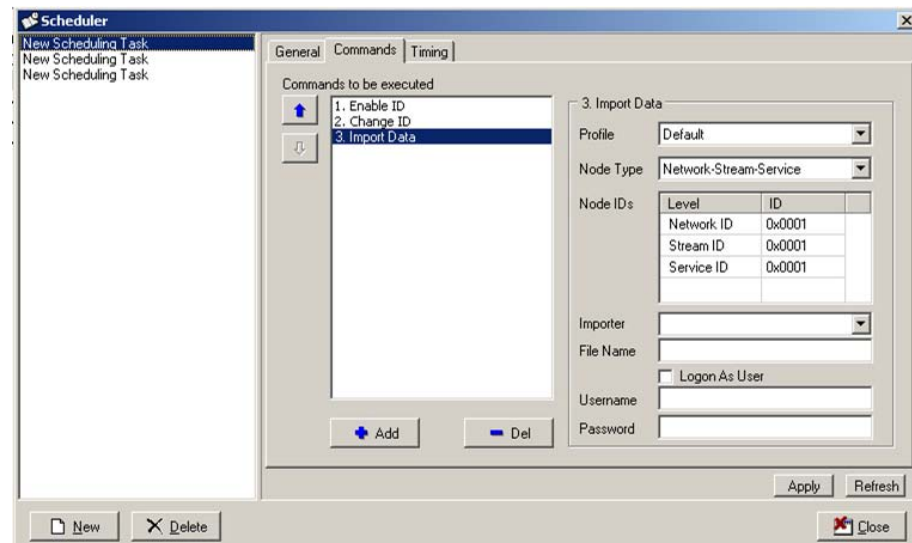 Scheduler
New Scheduling Task
New Scheduling Task
New Scheduling Task
General Commands Timing
Commands to be executed
1. Enable ID
2. Change ID
3. Import Data
Add Del
3. Import Data
Profile Default
Node Type Network-Stream-Service
Node IDs Level ID
Network ID 0x0001
Stream ID 0x0001
Service ID 0x0001
Importer
File Name
Logon As User
Username
Password
Apply Refresh
New Delete Close